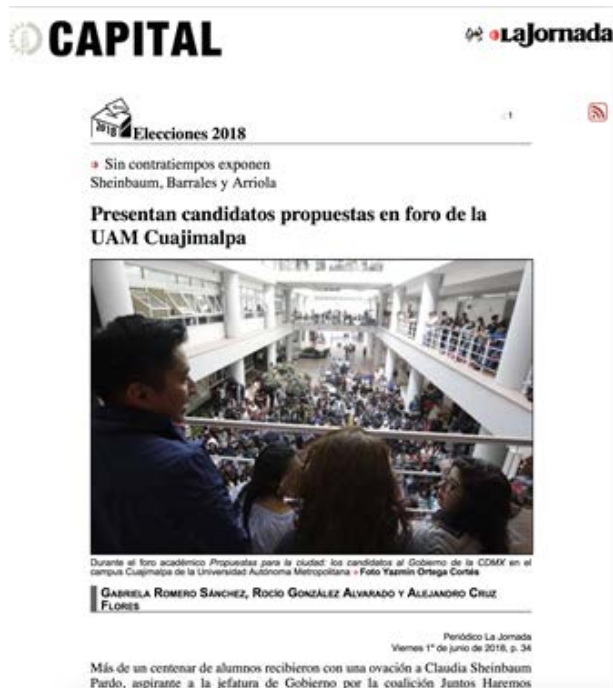 CAPITAL
La Jornada
1
2018
Elecciones 2018
Sin contratiempos exponen
Sheinbaum, Barrales y Arriola
Presentan candidatos propuestas en foro de la
UAM Cuajimalpa
Durante el foro académico Propuestas para la ciudad: los candidatos al Gobierno de la CDMX en el
campus Cuajimalpa de la Universidad Autónoma Metropolitana Foto Yazmín Ortega Cortés
GABRIELA ROMERO SÁNCHEZ, ROCÍO GONZÁLEZ ALVARADO Y ALEJANDRO CRUZ
FLORES
Periódico La Jornada
Viernes 1º de junio de 2018, p. 34
Más de un centenar de alumnos recibieron con una ovación a Claudia Sheinbaum
Pardo, aspirante a la jefatura de Gobierno por la coalición Juntos Haremos